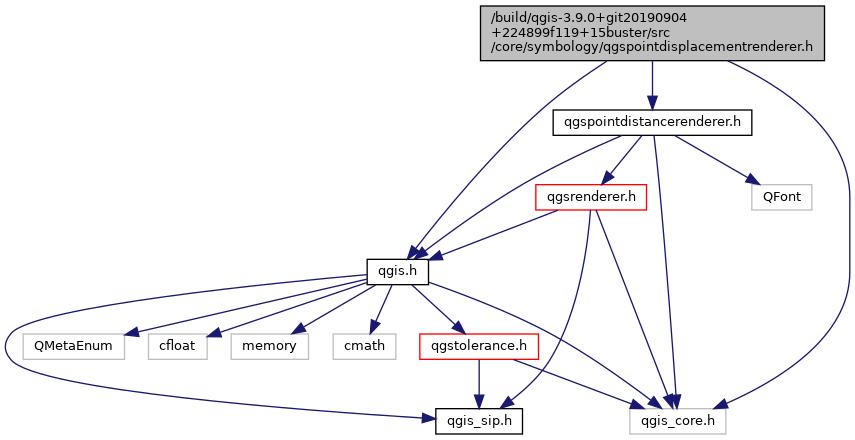 /build/qgis-3.9.0+git20190904
+224899f119+15buster/src
/core/symbology/qgspointdisplacementrenderer.h
qgspointdistancerenderer.h
qgsrenderer.h
QFont
qgis.h
QMetaEnum
cfloat
memory
cmath
qgstolerance.h
qgis_sip.h
qgis_core.h